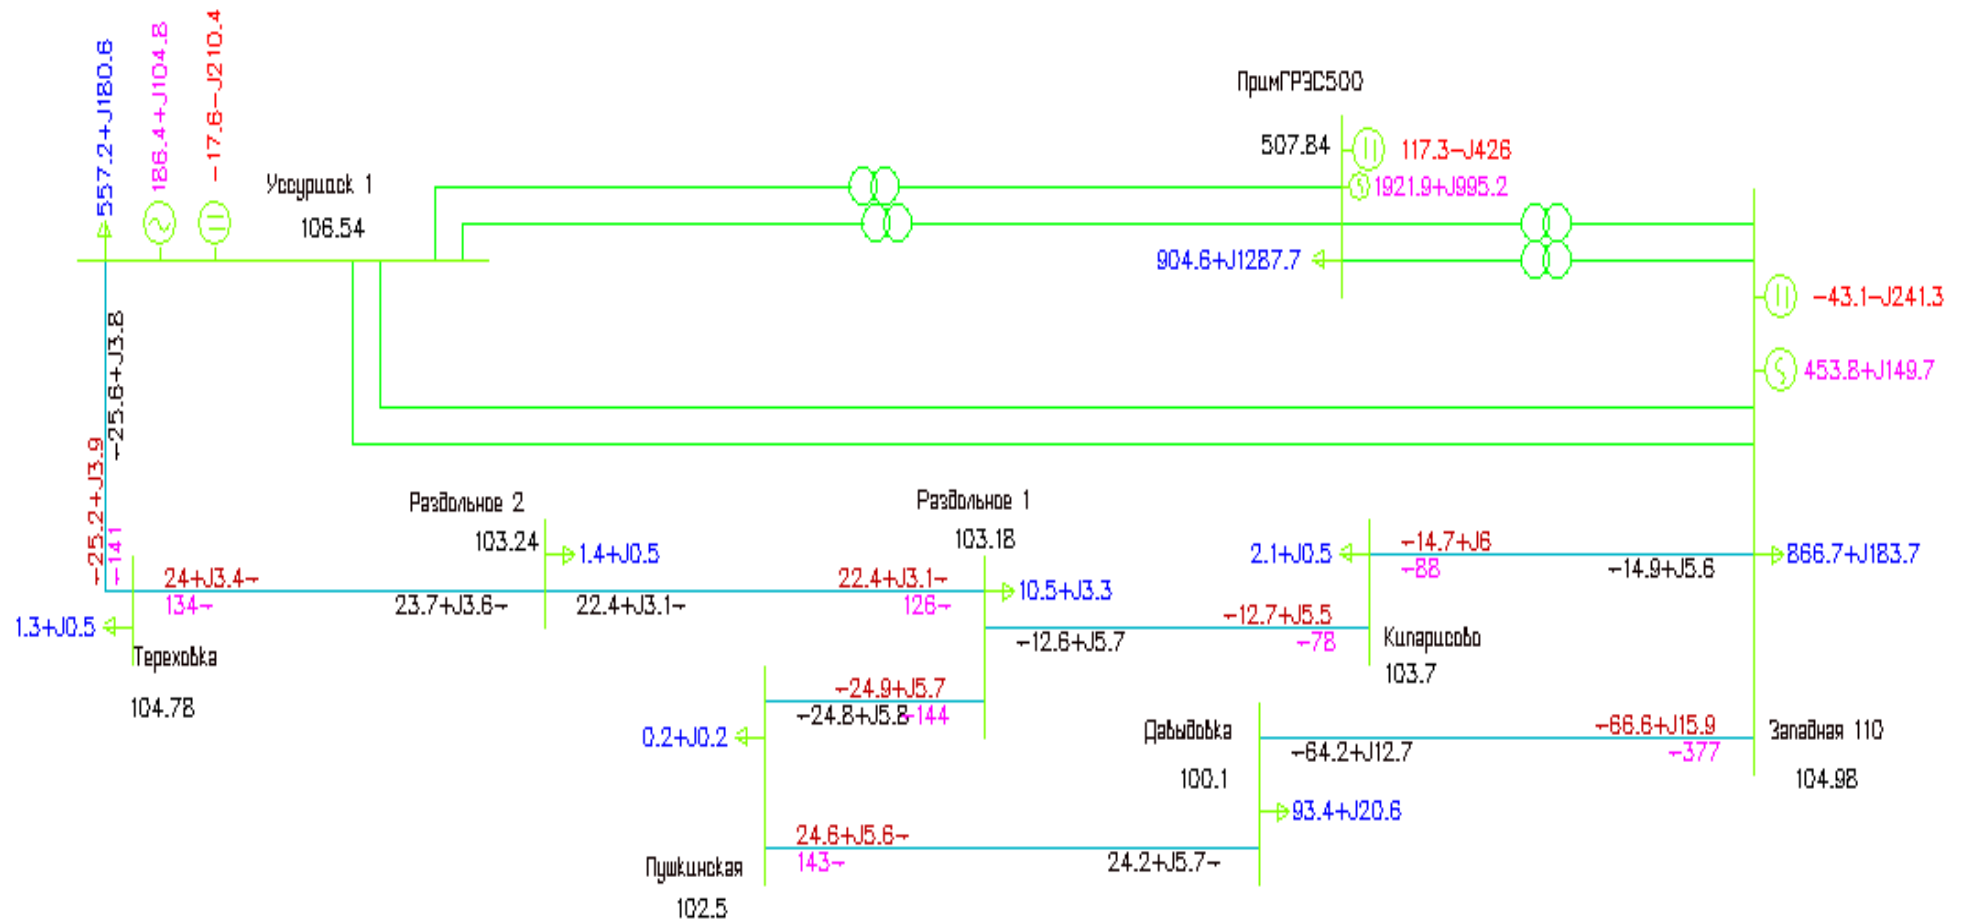 557.2+J180.6
186.4+J104.8
-17.6-J210.4
Уссурийск 1
106.54
ПримГРЭС500
507.84
117.3-J426
1921.9+J995.2
904.6+J1287.7
-43.1-J241.3
453.8+J149.7
-25.6+J3.8
-25.2+J3.9
-141
Раздольное 2
103.24
1.4+J0.5
Раздольное 1
103.18
10.5+J3.3
2.1+J0.5
-14.7+J6
-88
-14.9+J5.6
866.7+J183.7
24+J3.4-
134-
23.7+J3.6-
22.4+J3.1-
22.4+J3.1-
126-
1.3+J0.5
Тереховка
104.78
-12.7+J5.5
-12.6+J5.7
-78
Кипарисово
103.7
-24.9+J5.7
-24.8+J5.8
-144
0.2+J0.2
Давыдовка
100.1
-66.6+J15.9
-64.2+J12.7
-377
Западная 110
104.98
93.4+J20.6
24.6+J5.6-
143-
24.2+J5.7-
Пушкинская
102.5